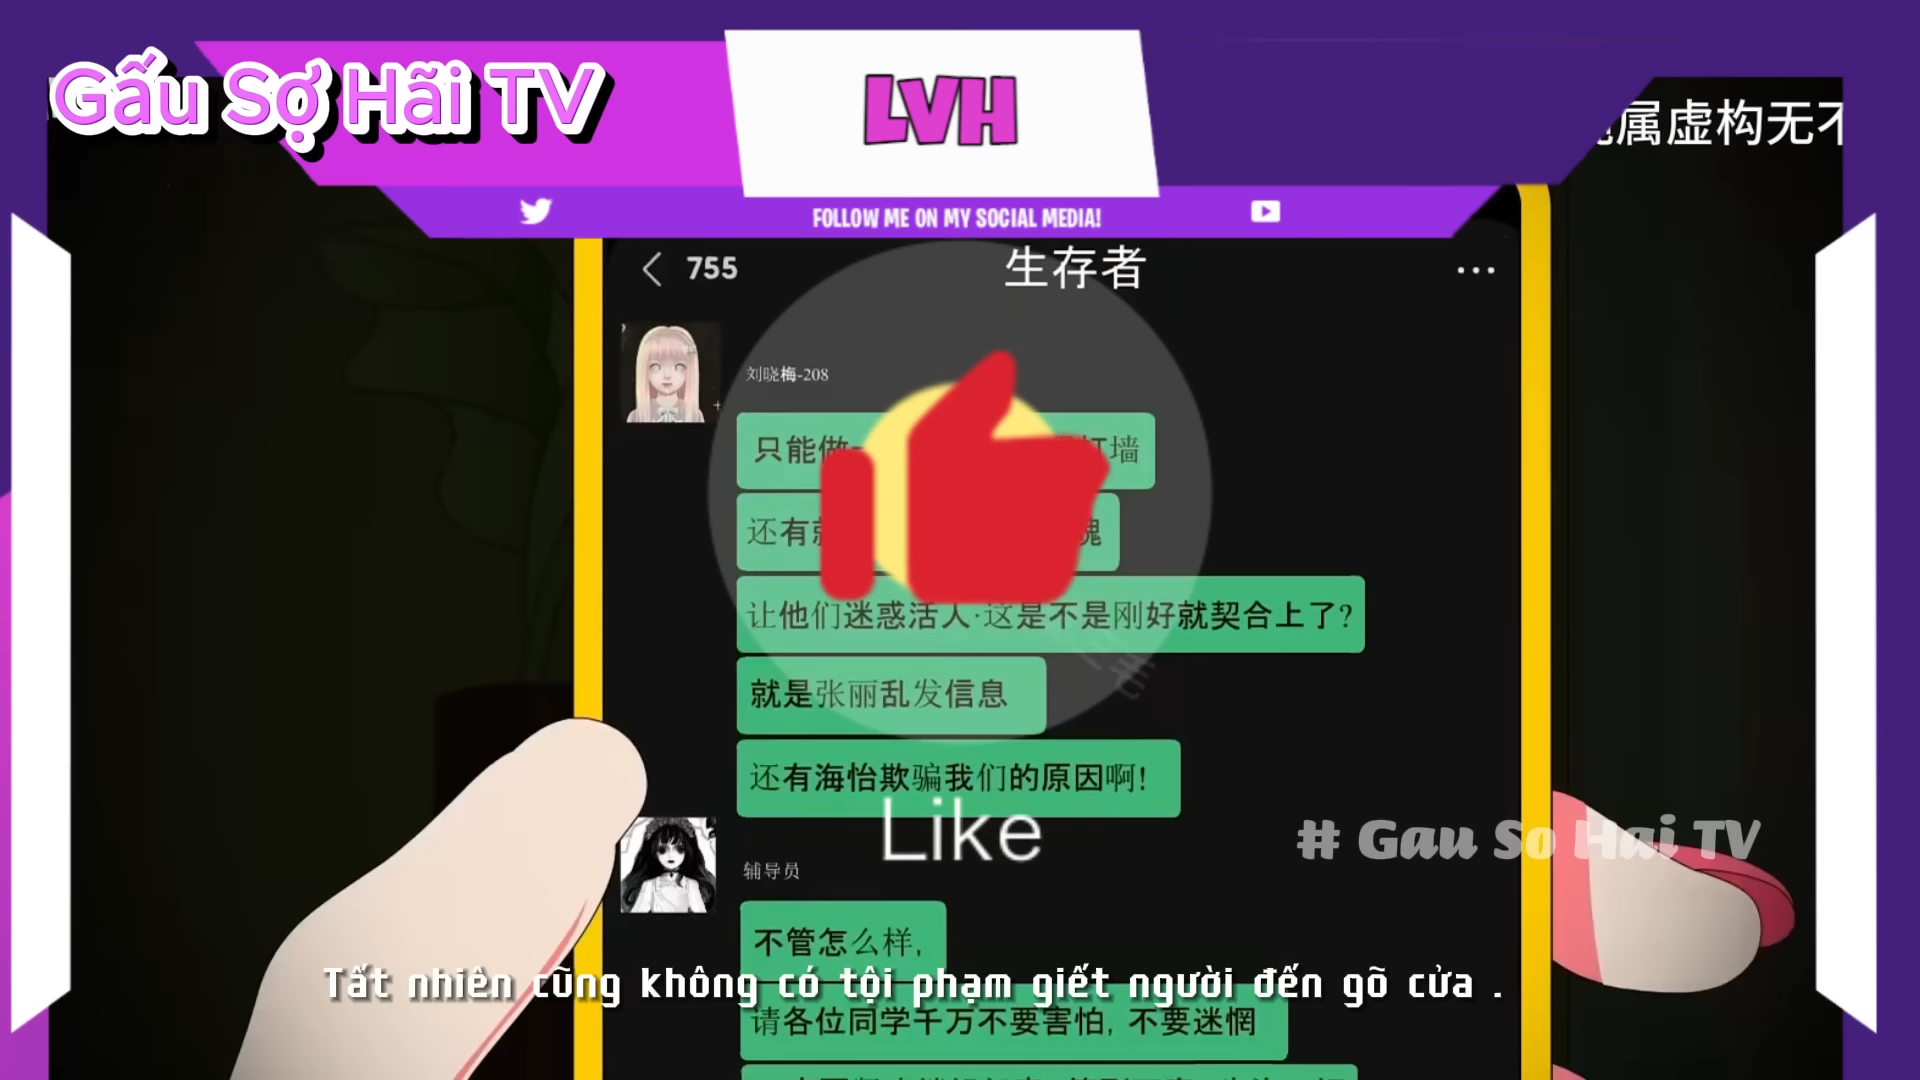 Gấu Sợ Hãi TV
LVH
属虚构无不
FOLLOW ME ON MY SOCIAL MEDIA!
755
生存者
刘晓梅-208
只能做
墙
还有
让他们迷惑活人·这是不是刚好就契合上了?
就是张丽乱发信息
还有海怡欺骗我们的原因啊!
Like
# Gau So Hai TV
辅导员
不管怎么样,
Tất nhiên cũng không có tội phạm giết người đến gõ cửa .
请各位同学千万不要害怕, 不要迷惘